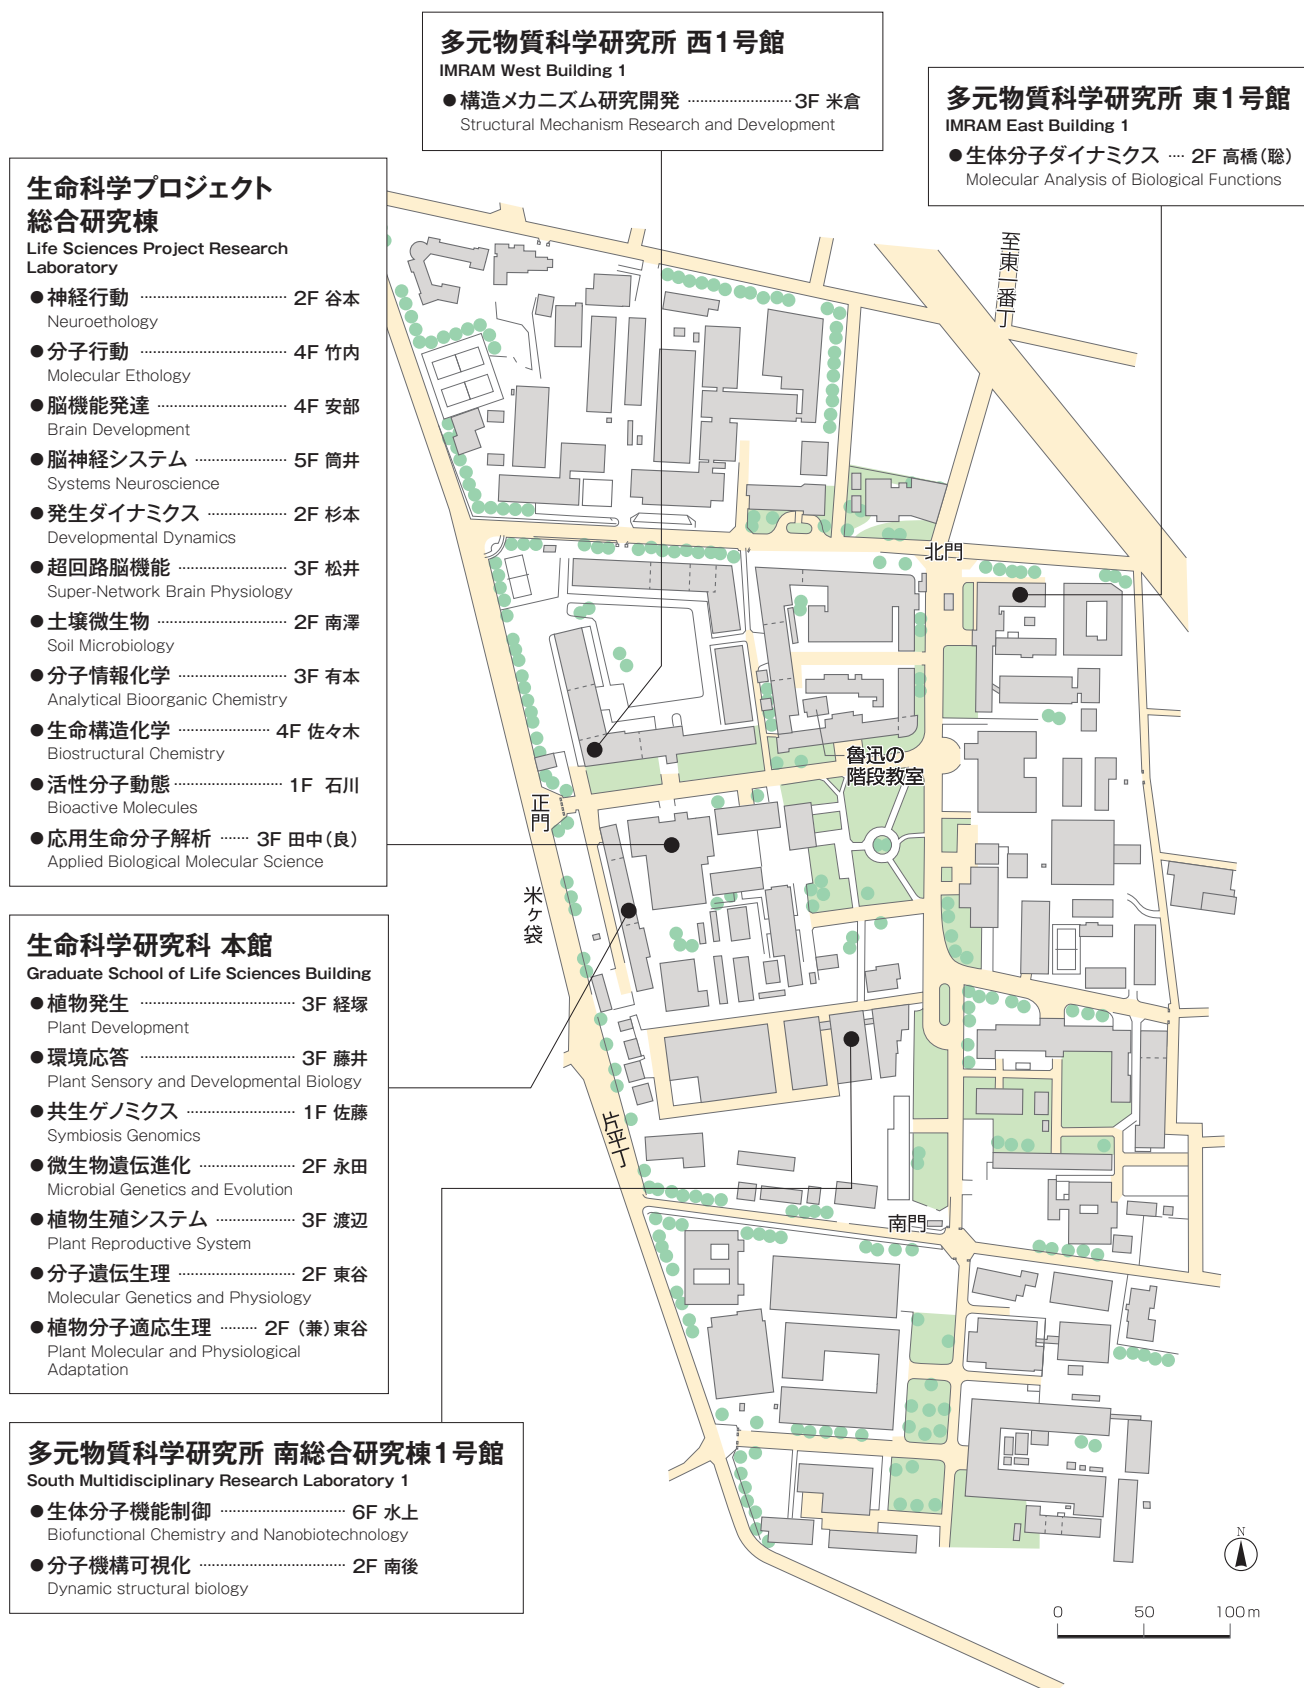 多元物質科学研究所 西1号館
IMRAM West Building 1
●構造メカニズム研究開発 ………………… 3F 米倉
Structural Mechanism Research and Development
多元物質科学研究所 東1号館
IMRAM East Building 1
●生体分子ダイナミクス …… 2F 高橋(聡)
Molecular Analysis of Biological Functions
生命科学プロジェクト
総合研究棟
Life Sciences Project Research
Laboratory
●神経行動 ………………… 2F 谷本
Neuroethology
●分子行動 ………………… 4F 竹内
Molecular Ethology
●脳機能発達 ………………… 4F 安部
Brain Development
●脳神経システム ………………… 5F 筒井
Systems Neuroscience
●発生ダイナミクス ………………… 2F 杉本
Developmental Dynamics
●超回路脳機能 ………………… 3F 松井
Super-Network Brain Physiology
●土壌微生物 ………………… 2F 南澤
Soil Microbiology
●分子情報化学 ………………… 3F 有本
Analytical Bioorganic Chemistry
●生命構造化学 ………………… 4F 佐々木
Biostructural Chemistry
●活性分子動態 ………………… 1F 石川
Bioactive Molecules
●応用生命分子解析 …… 3F 田中(良)
Applied Biological Molecular Science
生命科学研究科 本館
Graduate School of Life Sciences Building
●植物発生 ………………… 3F 経塚
Plant Development
●環境応答 ………………… 3F 藤井
Plant Sensory and Developmental Biology
●共生ゲノミクス ………………… 1F 佐藤
Symbiosis Genomics
●微生物遺伝進化 ………………… 2F 永田
Microbial Genetics and Evolution
●植物生殖システム ………………… 3F 渡辺
Plant Reproductive System
●分子遺伝生理 ………………… 2F 東谷
Molecular Genetics and Physiology
●植物分子適応生理 ……… 2F (兼)東谷
Plant Molecular and Physiological
Adaptation
多元物質科学研究所 南総合研究棟1号館
South Multidisciplinary Research Laboratory 1
●生体分子機能制御 ………………… 6F 水上
Biofunctional Chemistry and Nanobiotechnology
●分子機構可視化 ………………… 2F 南後
Dynamic structural biology
至東一番丁
北門
魯迅の
階段教室
正門
米ヶ袋
片平丁
南門
N
0 50 100m